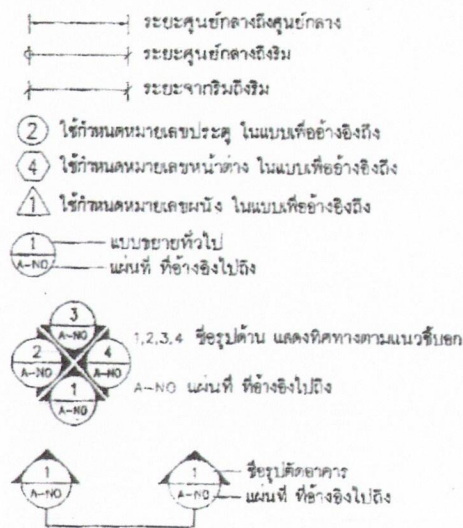 ระยะศูนย์กลางถึงศูนย์กลาง
ระยะศูนย์กลางถึงริม
ระยะจากริมถึงริม
2 ใช้กำหนดหมายเลขประตู ในแบบเพื่ออ้างอิงถึง
4 ใช้กำหนดหมายเลขหน้าต่าง ในแบบเพื่ออ้างอิงถึง
1 ใช้กำหนดหมายเลขผนัง ในแบบเพื่ออ้างอิงถึง
1 แบบขยายทั่วไป
A-NO แผ่นที่ ที่อ้างอิงไปถึง
3
A-NO
1,2,3,4 ชื่อรูปด้าน แสดงทิศทางตามแนวชี้บอก
2 4
A-NO A-NO
1
A-NO
A-NO แผ่นที่ ที่อ้างอิงไปถึง
1 1 ชื่อรูปตัดอาคาร
A-NO A-NO แผ่นที่ ที่อ้างอิงไปถึง